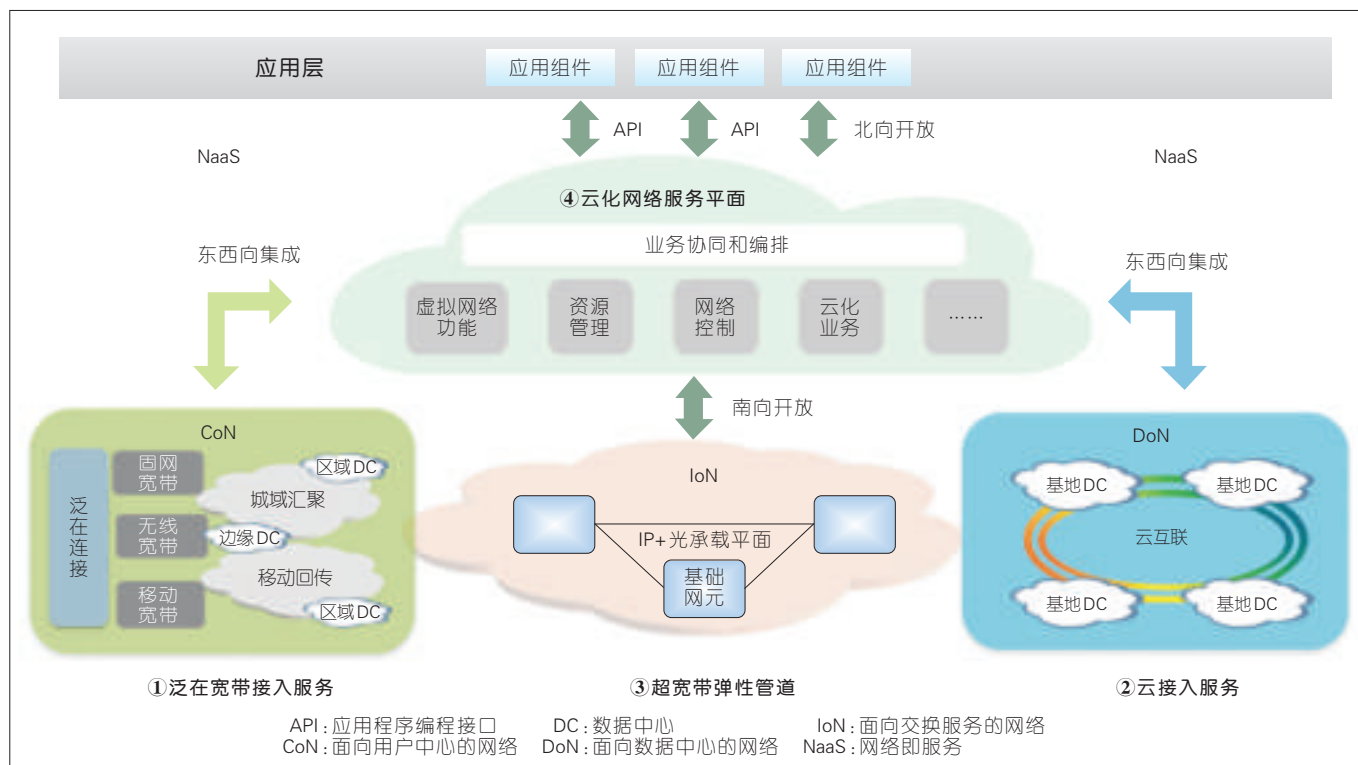 应用层
应用组件 应用组件 应用组件
API API 北向开放
NaaS NaaS
④云化网络服务平面
业务协同和编排
东西向集成 东西向集成
虚拟网络
功能
资源
管理
网络
控制
云化
业务
……
南向开放
CoN
泛在连接
固网
宽带
无线
宽带
移动
宽带
区域DC
城域汇聚
边缘DC
移动回传
区域DC
IoN
IP+光承载平面
基础
网元
DoN
基地DC 基地DC
云互联
基地DC 基地DC
①泛在宽带接入服务 ③超宽带弹性管道 ②云接入服务
API:应用程序编程接口 DC:数据中心 IoN:面向交换服务的网络
CoN:面向用户中心的网络 DoN:面向数据中心的网络 NaaS:网络即服务